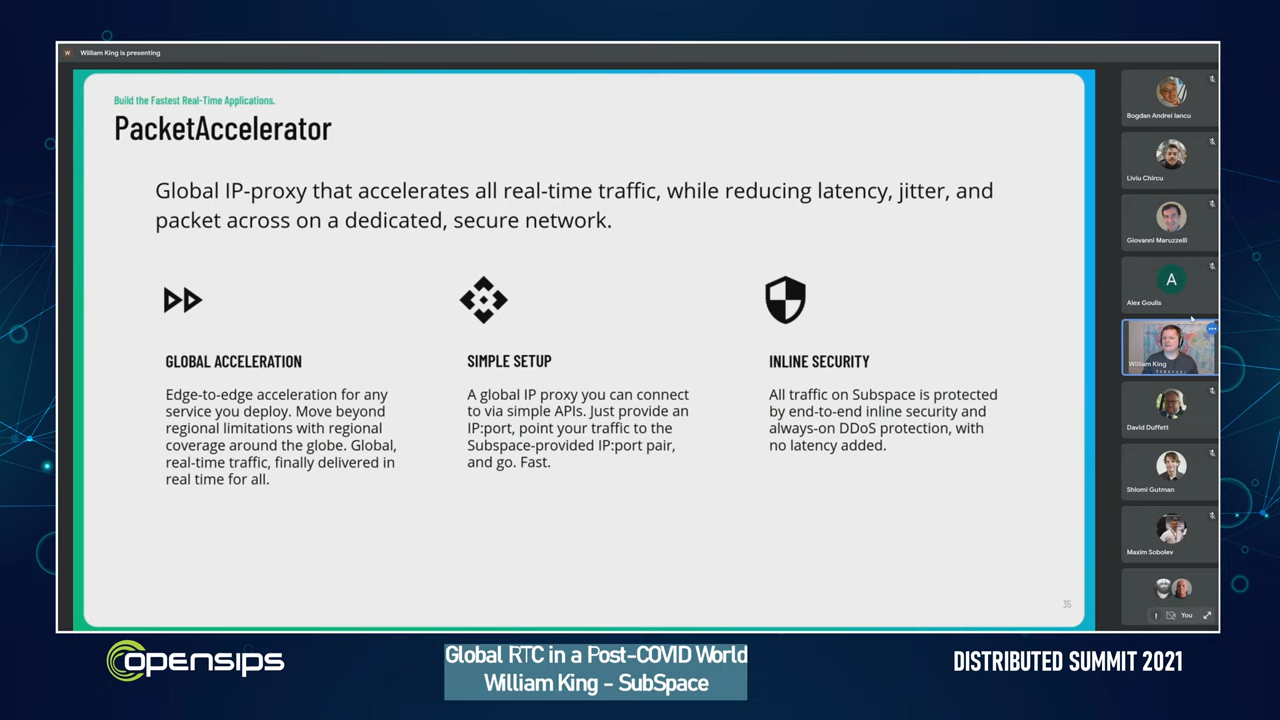 W William King is presenting
Build the Fastest Real-Time Applications.
PacketAccelerator
Global IP-proxy that accelerates all real-time traffic, while reducing latency, jitter, and
packet across on a dedicated, secure network.
GLOBAL ACCELERATION
Edge-to-edge acceleration for any
service you deploy. Move beyond
regional limitations with regional
coverage around the globe. Global,
real-time traffic, finally delivered in
real time for all.
SIMPLE SETUP
A global IP proxy you can connect
to via simple APIs. Just provide an
IP:port, point your traffic to the
Subspace-provided IP:port pair,
and go. Fast.
INLINE SECURITY
All traffic on Subspace is protected
by end-to-end inline security and
always-on DDoS protection, with
no latency added.
35
Bogdan Andrei Iancu
Liviu Chircu
Giovanni Maruzzelli
A
Alex Goulis
William King
David Duffett
Shlomi Gutman
Maxim Sobolev
You
opensips
Global RTC in a Post-COVID World
William King - SubSpace
DISTRIBUTED SUMMIT 2021